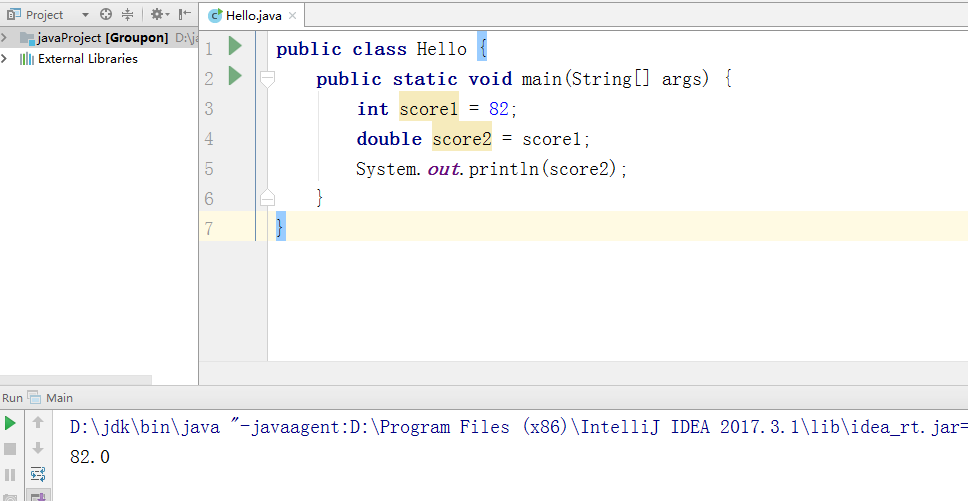 Project
Hello.java
javaProject [Groupon] D:\ja
External Libraries
1 public class Hello {
2 public static void main(String[] args) {
3 int score1 = 82;
4 double score2 = score1;
5 System.out.println(score2);
6 }
7 }
Run Main
D:\jdk\bin\java "-javaagent:D:\Program Files (x86)\IntelliJ IDEA 2017.3.1\lib\idea_rt.jar=
82.0